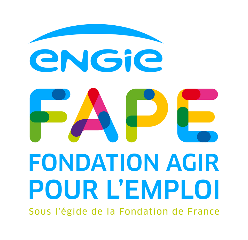 ENGIE
FAPE
FONDATION AGIR
POUR L'EMPLOI
Sous l'égide de la Fondation de France